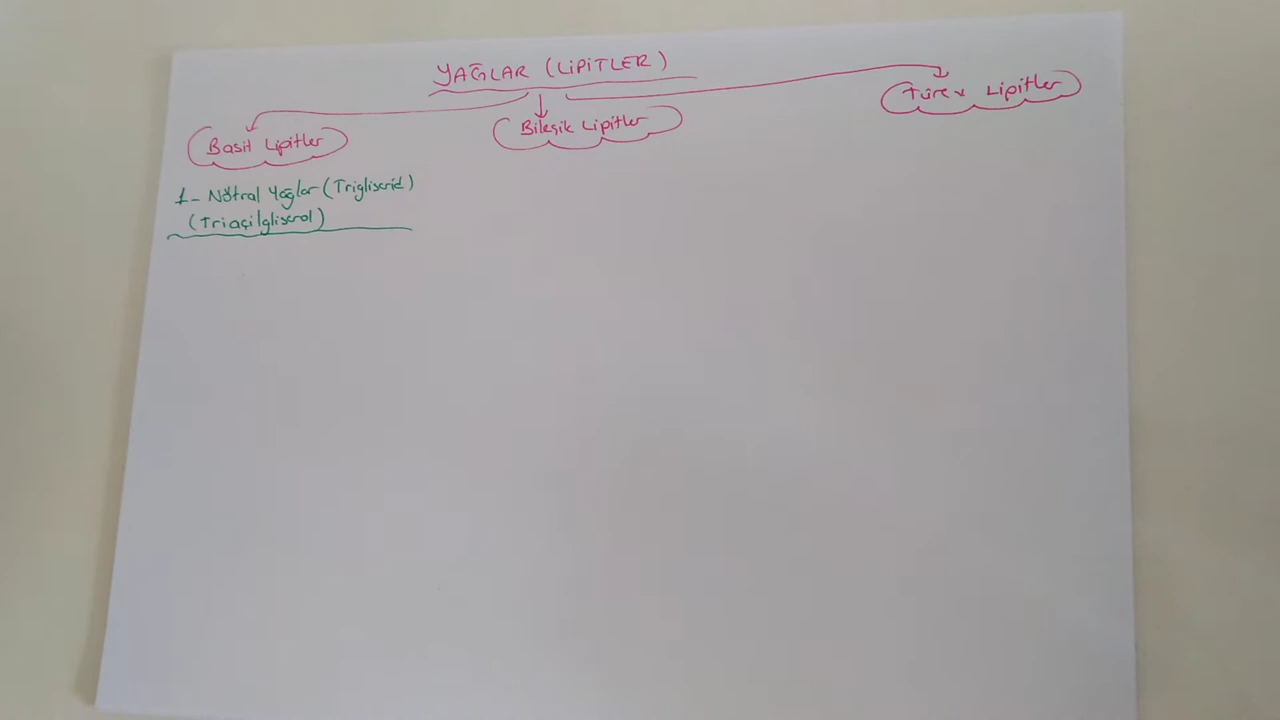 YAĞLAR (LİPİTLER)
Basit Lipitler
Bileşik Lipitler
Türev Lipitler
1- Nötral Yağlar (Trigliserid)
(Triaçilgliserol)